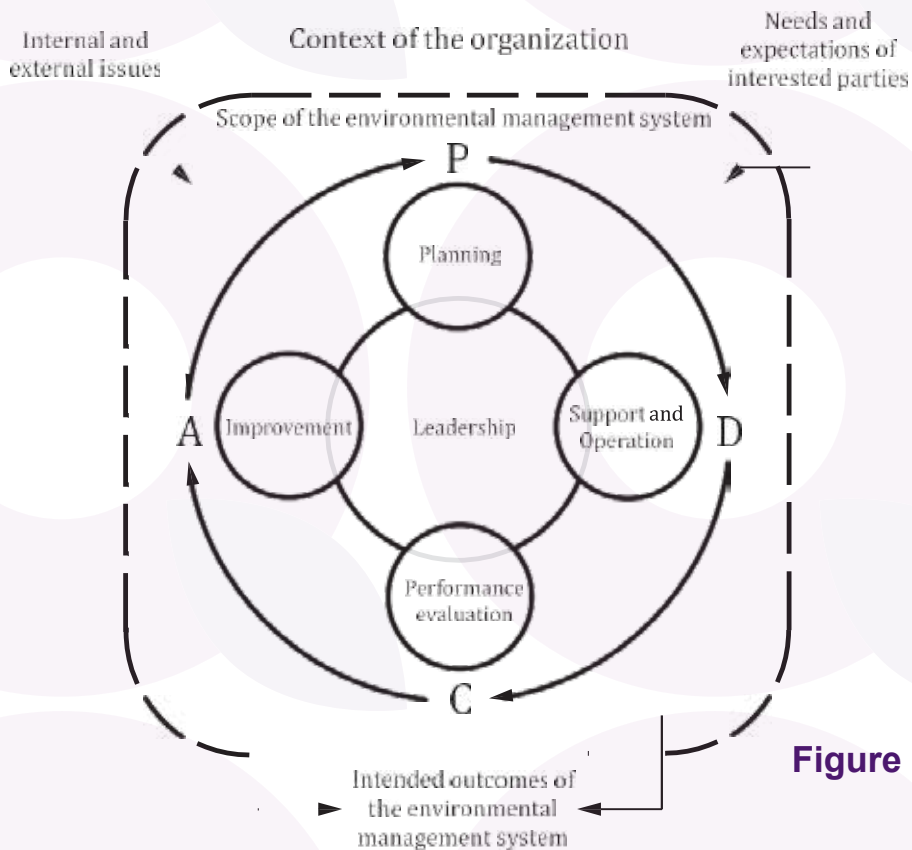 Internal and
external issues
Context of the organization
Needs and
expectations of
interested parties
Scope of the environmental management system
P
Planning
A
Improvement
Leadership
Support and
Operation
D
Performance
evaluation
C
Figure
Intended outcomes of
the environmental
management system